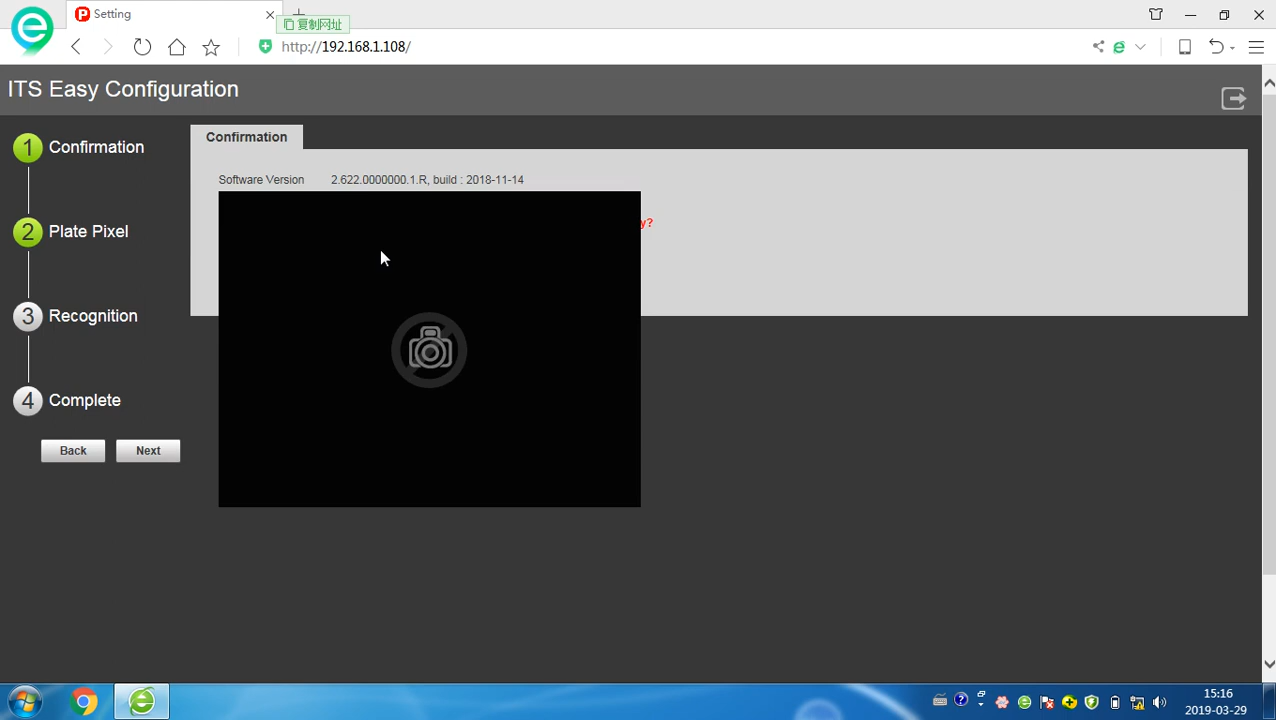 Setting
复制网址
http://192.168.1.108/
ITS Easy Configuration
1 Confirmation
2 Plate Pixel
3 Recognition
4 Complete
Back Next
Confirmation
Software Version 2.622.0000000.1.R, build : 2018-11-14
y?
15:16
2019-03-29